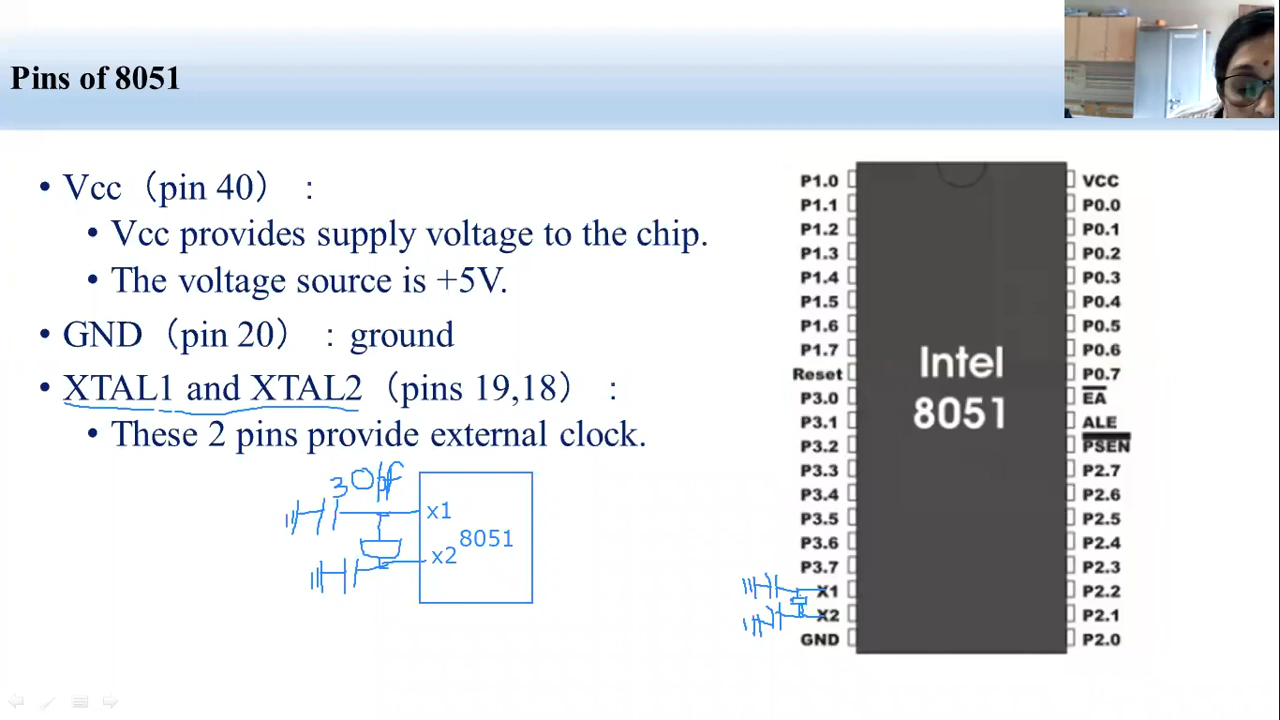 Pins of 8051
• Vcc（pin 40）：
• Vcc provides supply voltage to the chip.
• The voltage source is +5V.
• GND（pin 20）：ground
• XTAL1 and XTAL2（pins 19,18）：
• These 2 pins provide external clock.
30pf
x1
8051
x2
P1.0
P1.1
P1.2
P1.3
P1.4
P1.5
P1.6
P1.7
Reset
P3.0
P3.1
P3.2
P3.3
P3.4
P3.5
P3.6
P3.7
X1
X2
GND
Intel
8051
VCC
P0.0
P0.1
P0.2
P0.3
P0.4
P0.5
P0.6
P0.7
EA
ALE
PSEN
P2.7
P2.6
P2.5
P2.4
P2.3
P2.2
P2.1
P2.0